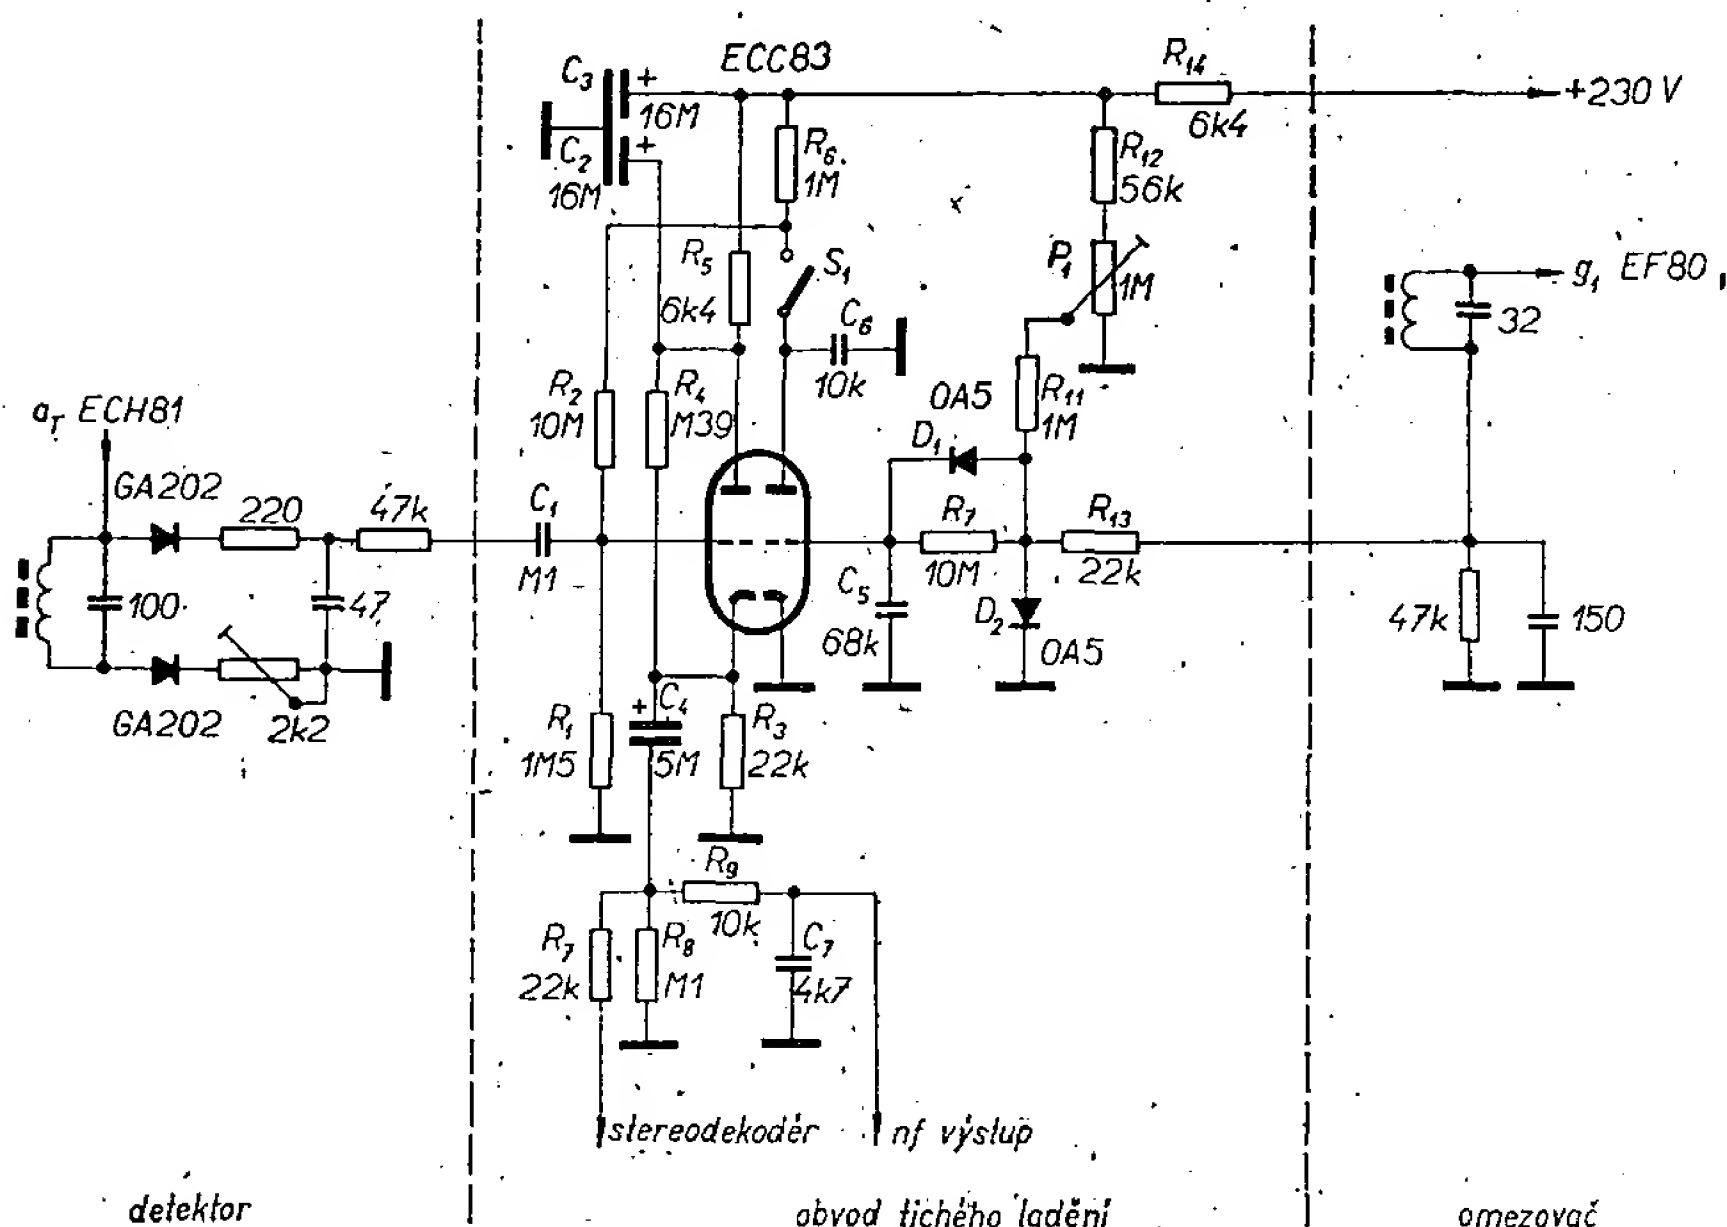 ECC83
C3
+
16M
C2
+
16M
R6
1M
R14
6k4
+230 V
R12
56k
P1
1M
R5
6k4
S1
C6
10k
g1 EF80
32
aT ECH81
R2
10M
R4
M39
0A5
R11
1M
D1
GA202
220
47k
C1
M1
R7
10M
R13
22k
100
47
C5
68k
D2
0A5
47k
150
GA202
2k2
R1
1M5
+
C4
5M
R3
22k
R9
10k
R7
22k
R8
M1
C7
4k7
stereodekodér
nf výstup
detektor
obvod tichého ladění
omezovač